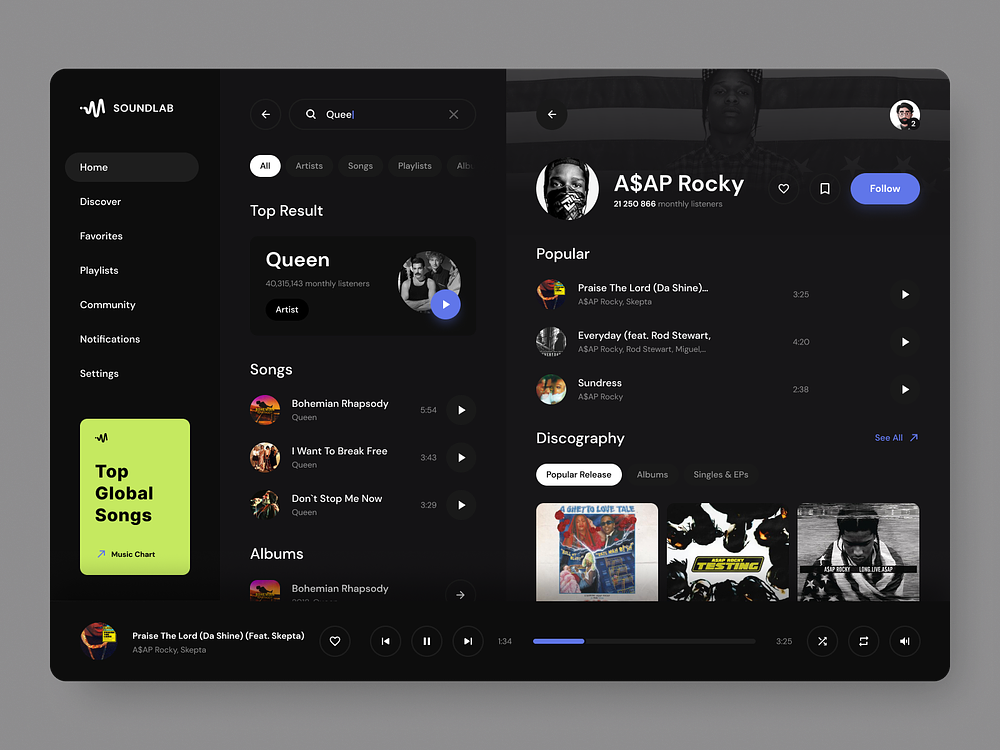 SOUNDLAB
Home
Discover
Favorites
Playlists
Community
Notifications
Settings
Top
Global
Songs
Music Chart
Quee
All
Artists
Songs
Playlists
Albu
Top Result
Queen
40,315,143 monthly listeners
Artist
Songs
Bohemian Rhapsody
Queen
5:54
I Want To Break Free
Queen
3:43
Don`t Stop Me Now
Queen
3:29
Albums
Bohemian Rhapsody
2
A$AP Rocky
21 250 866 monthly listeners
Follow
Popular
Praise The Lord (Da Shine)...
A$AP Rocky, Skepta
3:25
Everyday (feat. Rod Stewart,
A$AP Rocky, Rod Stewart, Miguel,...
4:20
Sundress
A$AP Rocky
2:38
Discography
See All
Popular Release
Albums
Singles & EPs
A GHETTO LOVE TALE
A$AP ROCKY
TESTING
A$AP ROCKY
LONG.LIVE.A$AP
Praise The Lord (Da Shine) (Feat. Skepta)
A$AP Rocky, Skepta
1:34
3:25